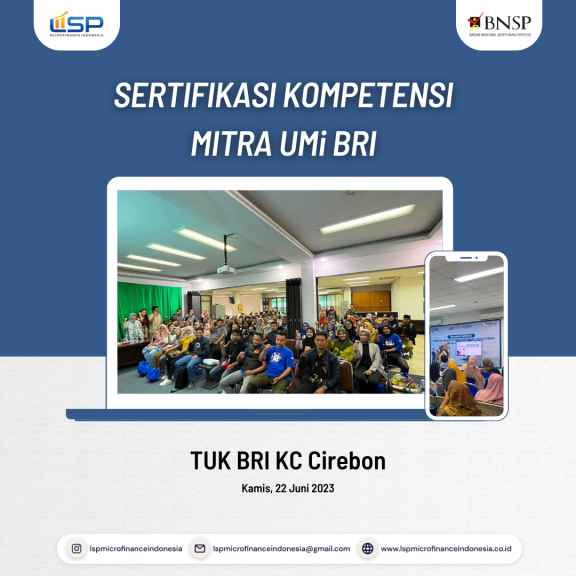 LSP
MICROFINANCE INDONESIA
BNSP
BADAN NASIONAL SERTIFIKASI PROFESI
SERTIFIKASI KOMPETENSI
MITRA UMi BRI
TUK BRI KC Cirebon
Kamis, 22 Juni 2023
lspmicrofinanceindonesia
lspmicrofinanceindonesia@gmail.com
www.lspmicrofinanceindonesia.co.id